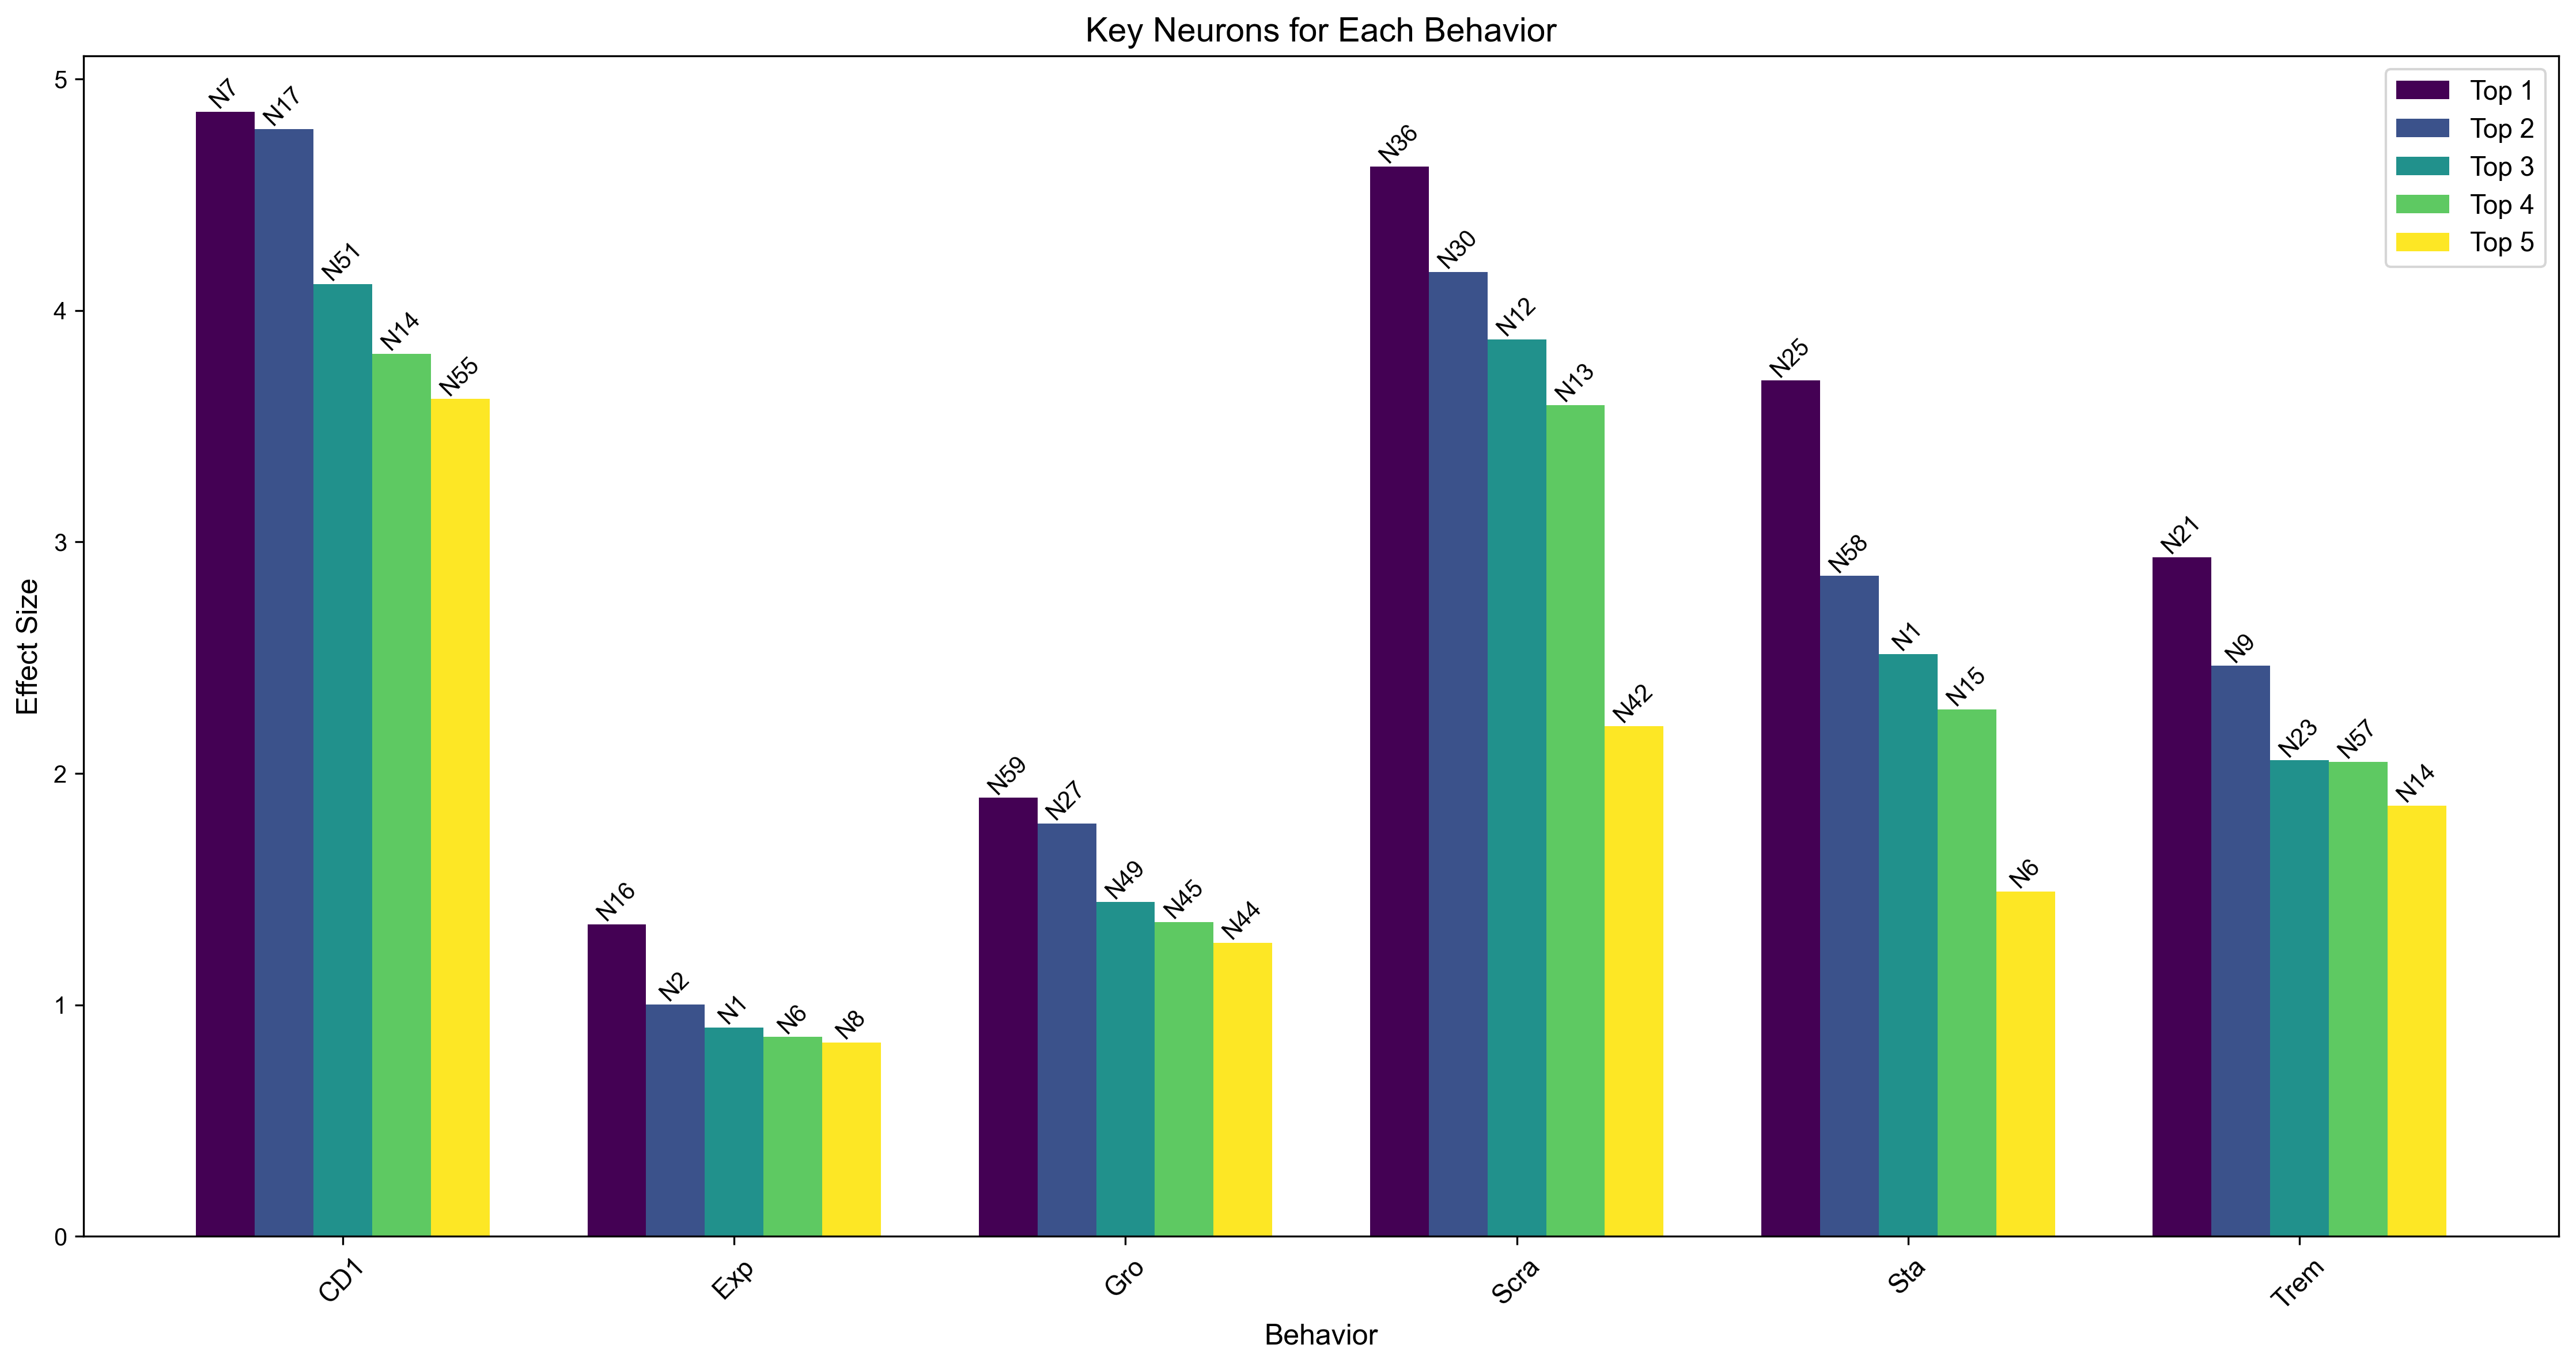 Key Neurons for Each Behavior
Effect Size
5
4
3
2
1
0
N7
N17
N51
N14
N55
N16
N2
N1
N6
N8
N59
N27
N49
N45
N44
N36
N30
N12
N13
N42
N25
N58
N1
N15
N6
N21
N9
N23
N57
N14
Top 1
Top 2
Top 3
Top 4
Top 5
CD1
Exp
Gro
Scra
Sta
Trem
Behavior